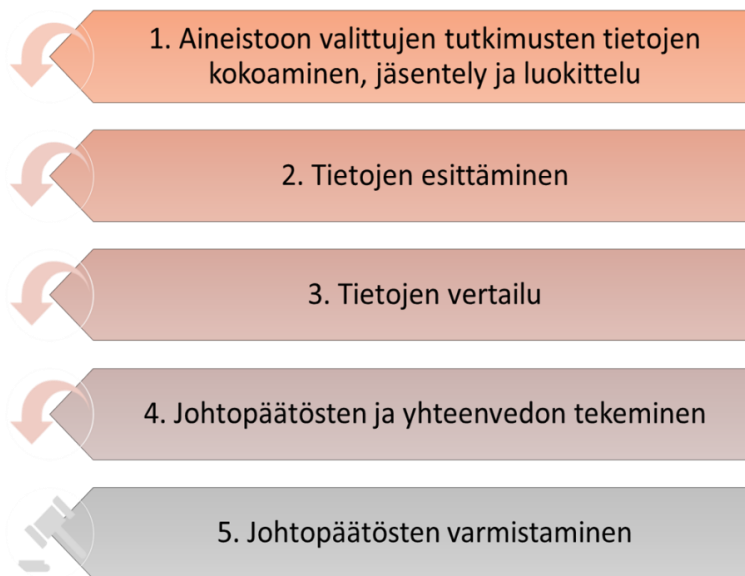 1. Aineistoon valittujen tutkimusten tietojen
kokoaminen, jäsentely ja luokittelu
2. Tietojen esittäminen
3. Tietojen vertailu
4. Johtopäätösten ja yhteenvedon tekeminen
5. Johtopäätösten varmistaminen